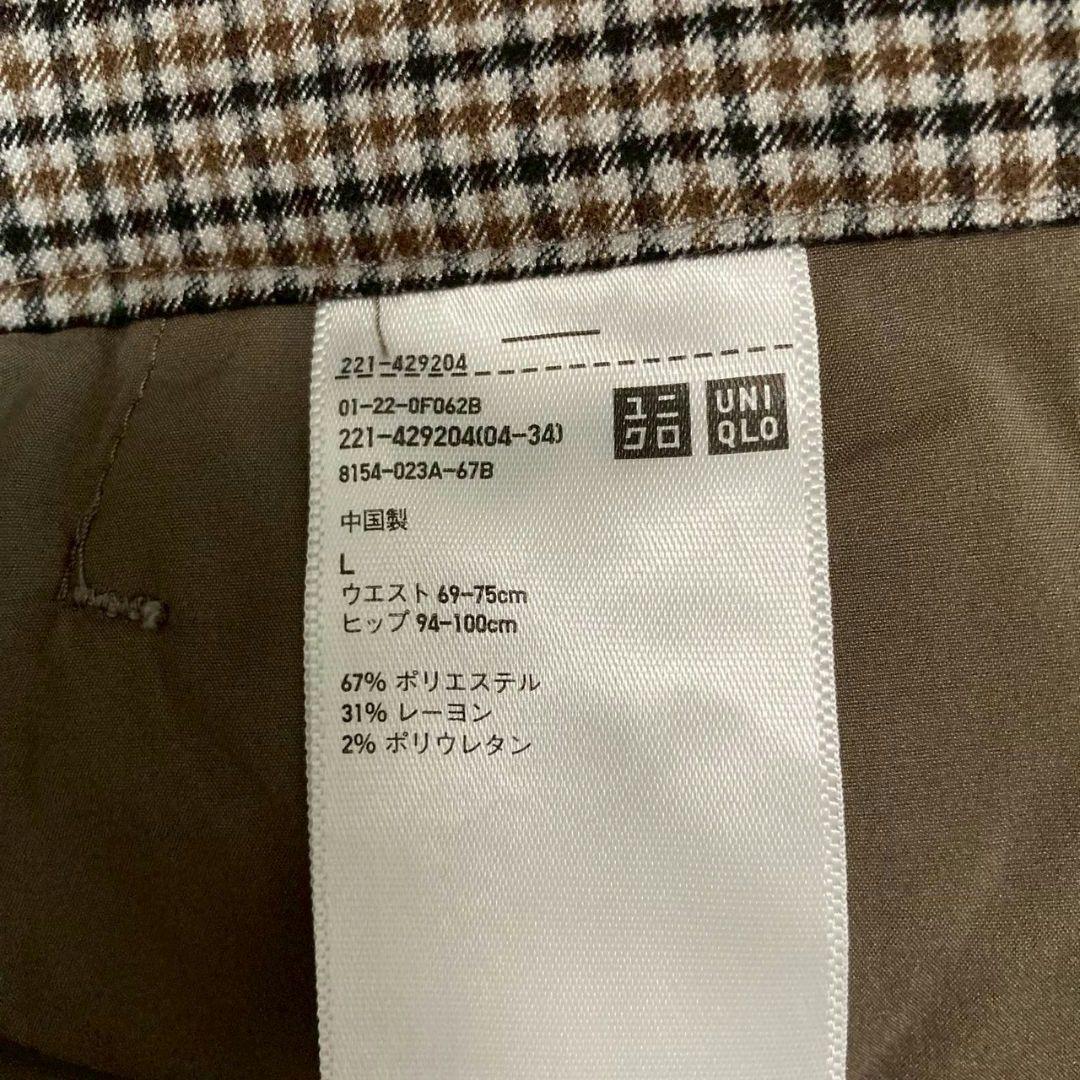 221-429204
01-22-0F062B
221-429204(04-34)
8154-023A-67B
ユニ
クロ
UNI
QLO
中国製
L
ウエスト 69-75cm
ヒップ 94-100cm
67% ポリエステル
31% レーヨン
2% ポリウレタン